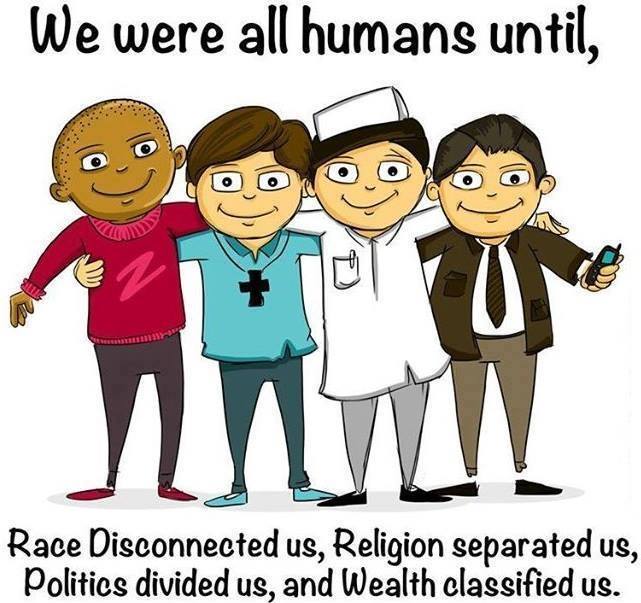 We were all humans until,
Race Disconnected us, Religion separated us,
Politics divided us, and Wealth classified us.